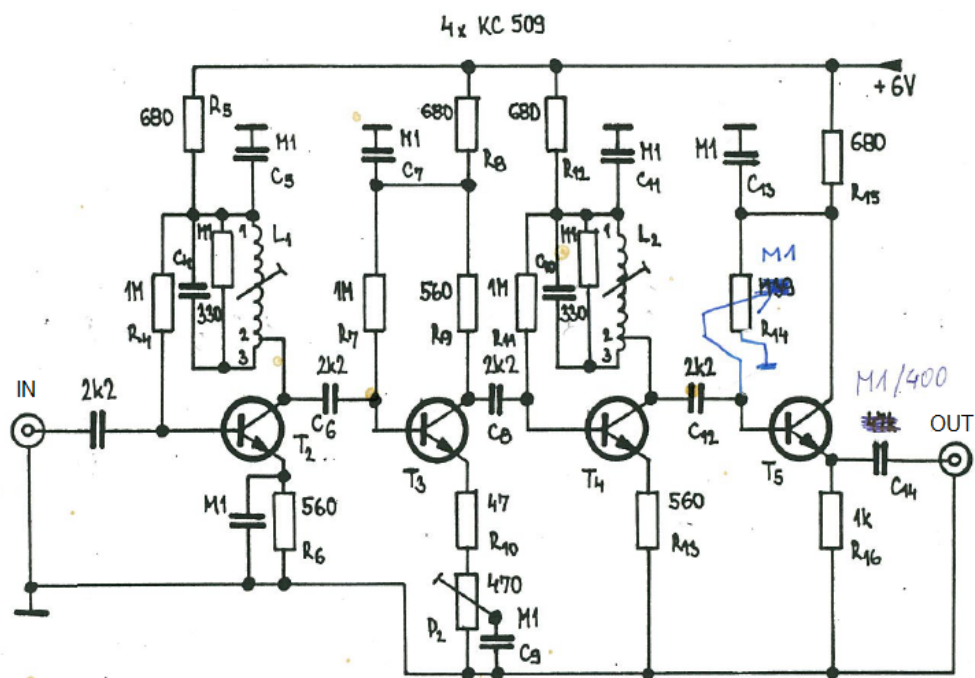 4x KC 509
+6V
680 R5
M1
C5
M1
C7
680
R8
680
R12
M1
C11
M1
C13
680
R15
M1
1
L1
2
3
330
1M
R4
1M
R7
560
R9
1M
R11
M1
C10
330
1
L2
2
3
M1
R14
M1/400
IN
2k2
T2
2k2
C6
T3
2k2
C8
T4
2k2
C12
T5
OUT
C14
M1
560
R6
47
R10
470
P2
M1
C9
560
R13
1k
R16